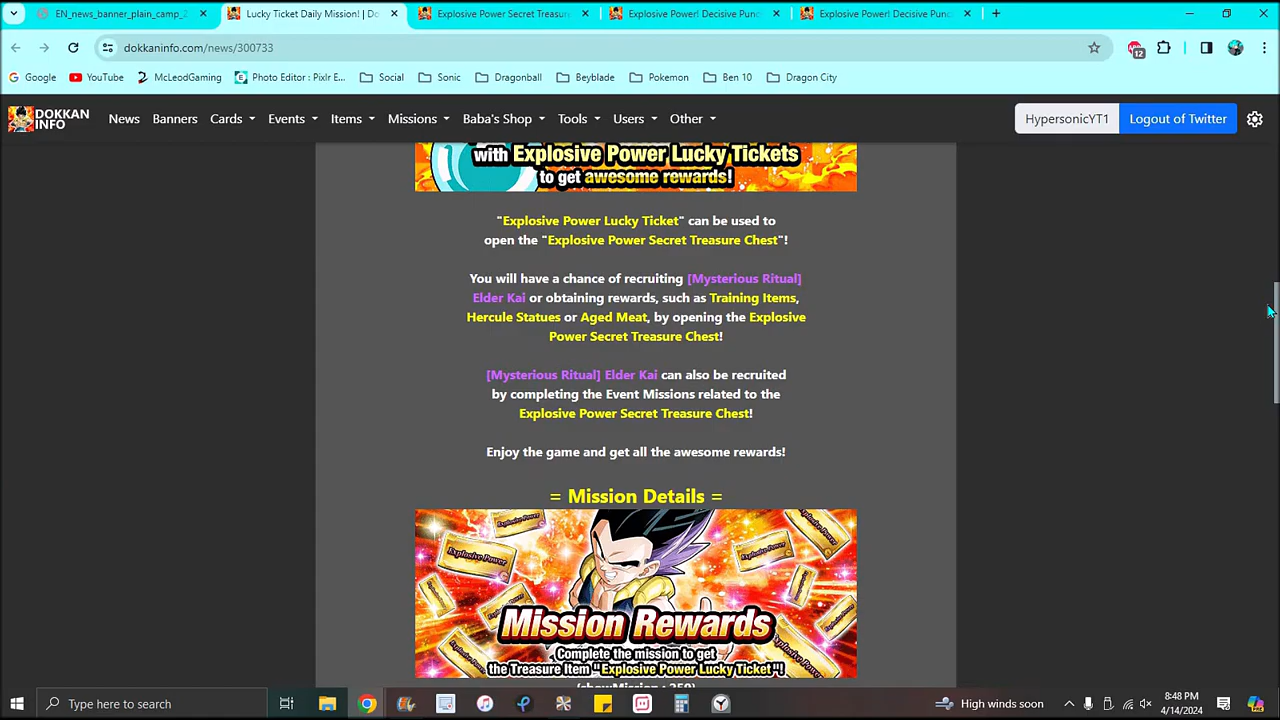 EN_news_banner_plain_camp_2
Lucky Ticket Daily Mission! | Do
Explosive Power Secret Treasure
Explosive Power! Decisive Punc
Explosive Power! Decisive Punc
dokkaninfo.com/news/300733
12
Google
YouTube
McLeodGaming
Photo Editor : Pixlr E...
Social
Sonic
Dragonball
Beyblade
Pokemon
Ben 10
Dragon City
DOKKAN
INFO
News
Banners
Cards
Events
Items
Missions
Baba's Shop
Tools
Users
Other
HypersonicYT1
Logout of Twitter
with Explosive Power Lucky Tickets
to get awesome rewards!
"Explosive Power Lucky Ticket" can be used to
open the "Explosive Power Secret Treasure Chest"!
You will have a chance of recruiting [Mysterious Ritual]
Elder Kai or obtaining rewards, such as Training Items,
Hercule Statues or Aged Meat, by opening the Explosive
Power Secret Treasure Chest!
[Mysterious Ritual] Elder Kai can also be recruited
by completing the Event Missions related to the
Explosive Power Secret Treasure Chest!
Enjoy the game and get all the awesome rewards!
= Mission Details =
Explosive Power
Explosive Power
Explosive Power
Mission Rewards
Complete the mission to get
the Treasure Item "Explosive Power Lucky Ticket"!
Type here to search
High winds soon
8:48 PM
4/14/2024